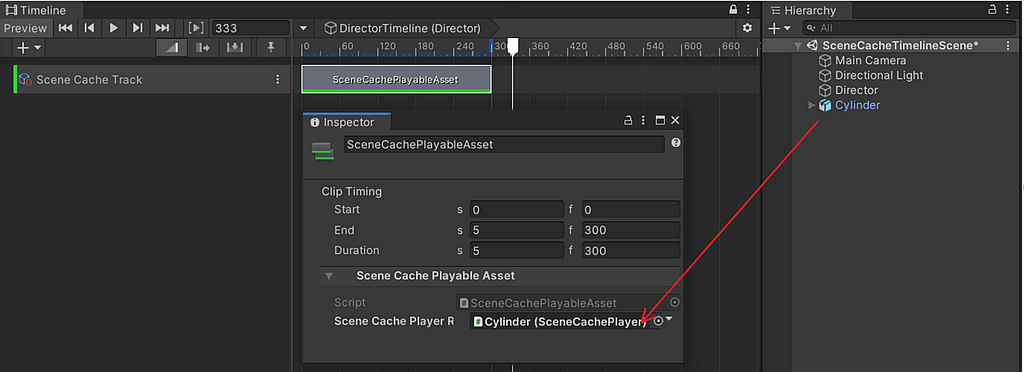 Timeline
Hierarchy
Preview
333
DirectorTimeline (Director)
All
0 60 120 180 240 300 360 420 480 540 600 660
SceneCacheTimelineScene*
Main Camera
Directional Light
Director
Cylinder
Scene Cache Track
SceneCachePlayableAsset
Inspector
SceneCachePlayableAsset
Clip Timing
Start s 0 f 0
End s 5 f 300
Duration s 5 f 300
Scene Cache Playable Asset
Script SceneCachePlayableAsset
Scene Cache Player R Cylinder (SceneCachePlayer)